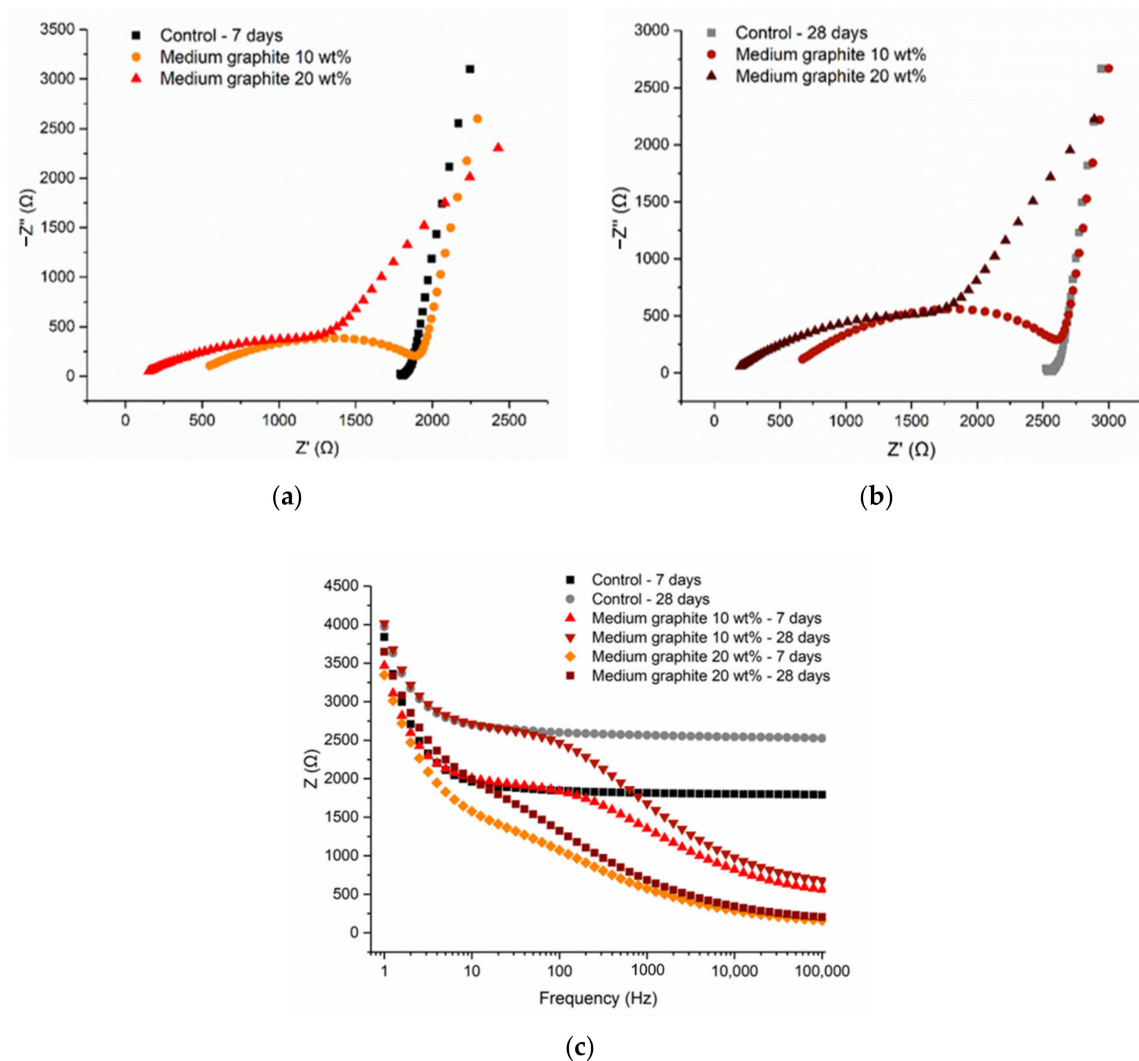 Control - 7 days
Medium graphite 10 wt%
Medium graphite 20 wt%
3500
3000
2500
2000
1500
1000
500
0
−Z'' (Ω)
0 500 1000 1500 2000 2500
Z' (Ω)
(a)
Control - 28 days
Medium graphite 10 wt%
Medium graphite 20 wt%
3000
2500
2000
1500
1000
500
0
−Z'' (Ω)
0 500 1000 1500 2000 2500 3000
Z' (Ω)
(b)
Control - 7 days
Control - 28 days
Medium graphite 10 wt% - 7 days
Medium graphite 10 wt% - 28 days
Medium graphite 20 wt% - 7 days
Medium graphite 20 wt% - 28 days
4500
4000
3500
3000
2500
2000
1500
1000
500
0
Z (Ω)
1 10 100 1000 10,000 100,000
Frequency (Hz)
(c)